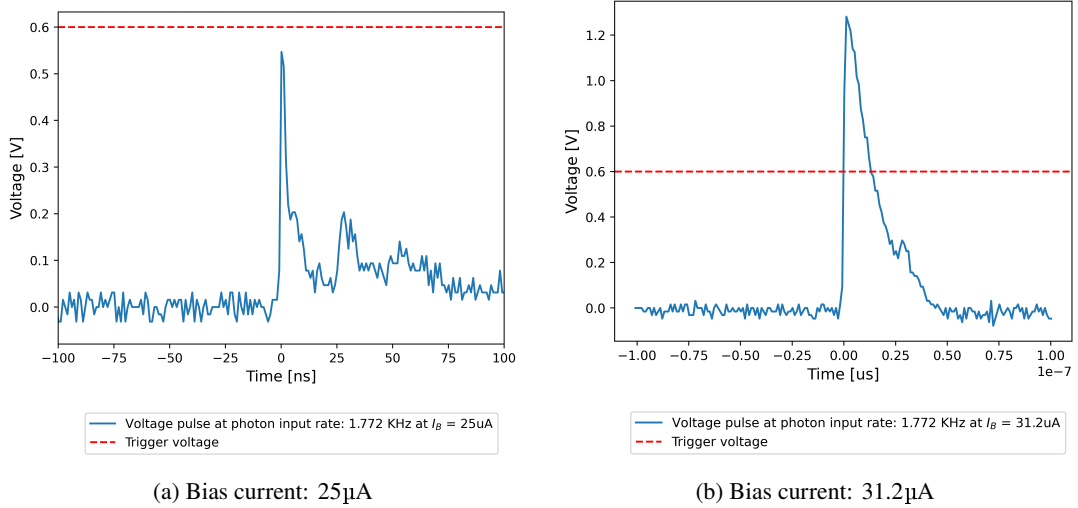 0.6
0.5
0.4
0.3
0.2
0.1
0.0
Voltage [V]
−100
−75
−50
−25
0
25
50
75
100
Time [ns]
Voltage pulse at photon input rate: 1.772 KHz at I_B = 25uA
Trigger voltage
(a) Bias current: 25µA
1.2
1.0
0.8
0.6
0.4
0.2
0.0
Voltage [V]
−1.00
−0.75
−0.50
−0.25
0.00
0.25
0.50
0.75
1.00
1e−7
Time [us]
Voltage pulse at photon input rate: 1.772 KHz at I_B = 31.2uA
Trigger voltage
(b) Bias current: 31.2µA